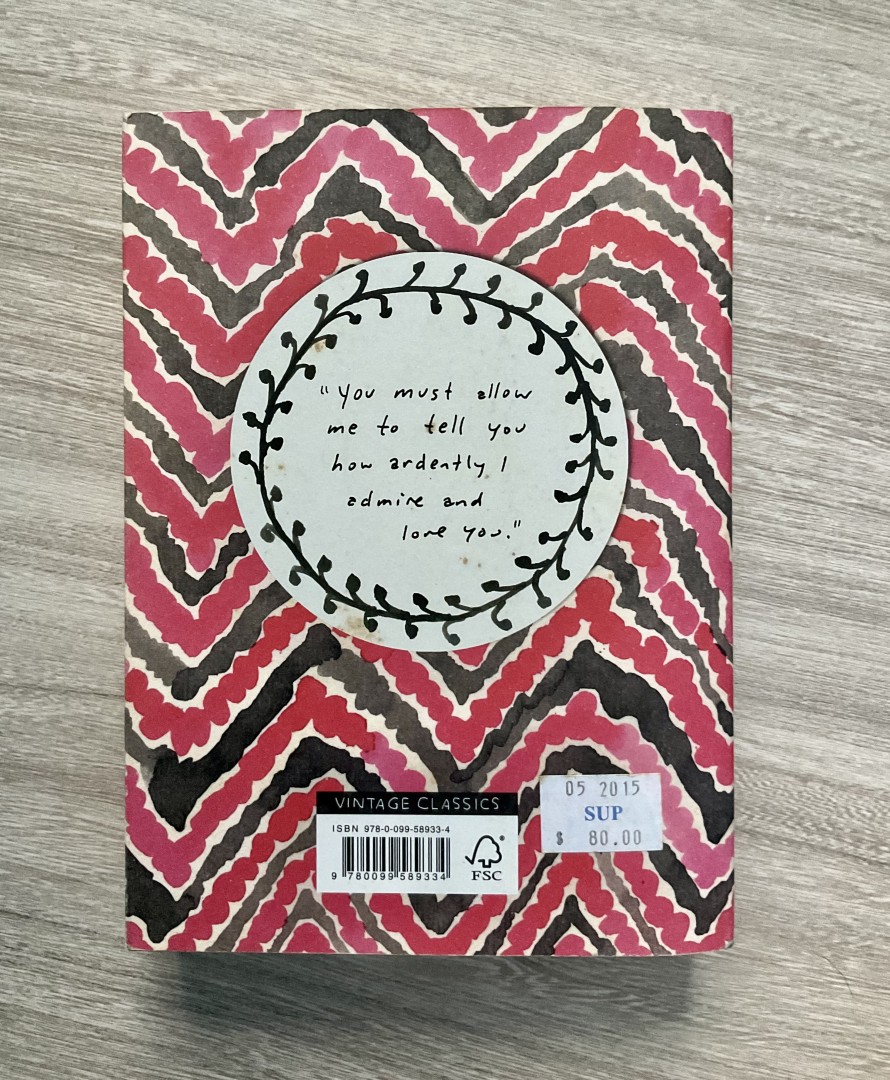 "You must allow
me to tell you
how ardently I
admire and
love you."
VINTAGE CLASSICS
ISBN 978-0-099-58933-4
9 780099 589334
FSC
05 2015
SUP
$ 80.00